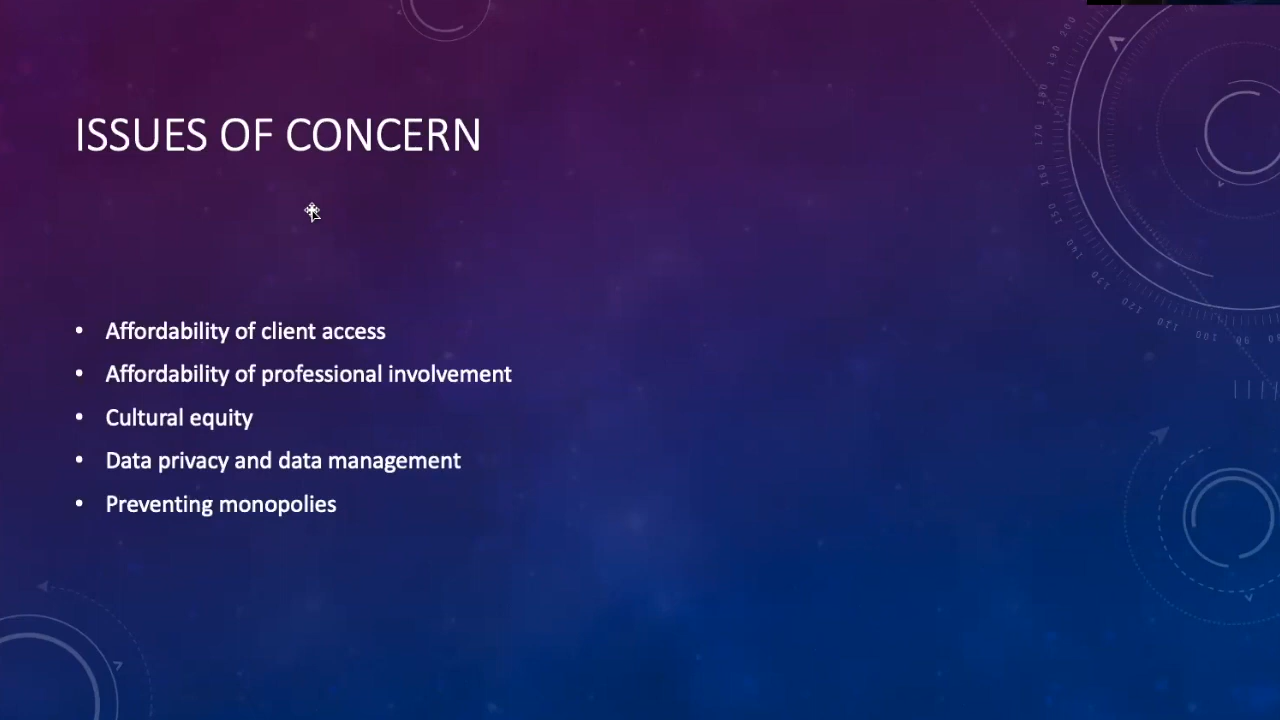 ISSUES OF CONCERN
• Affordability of client access
• Affordability of professional involvement
• Cultural equity
• Data privacy and data management
• Preventing monopolies